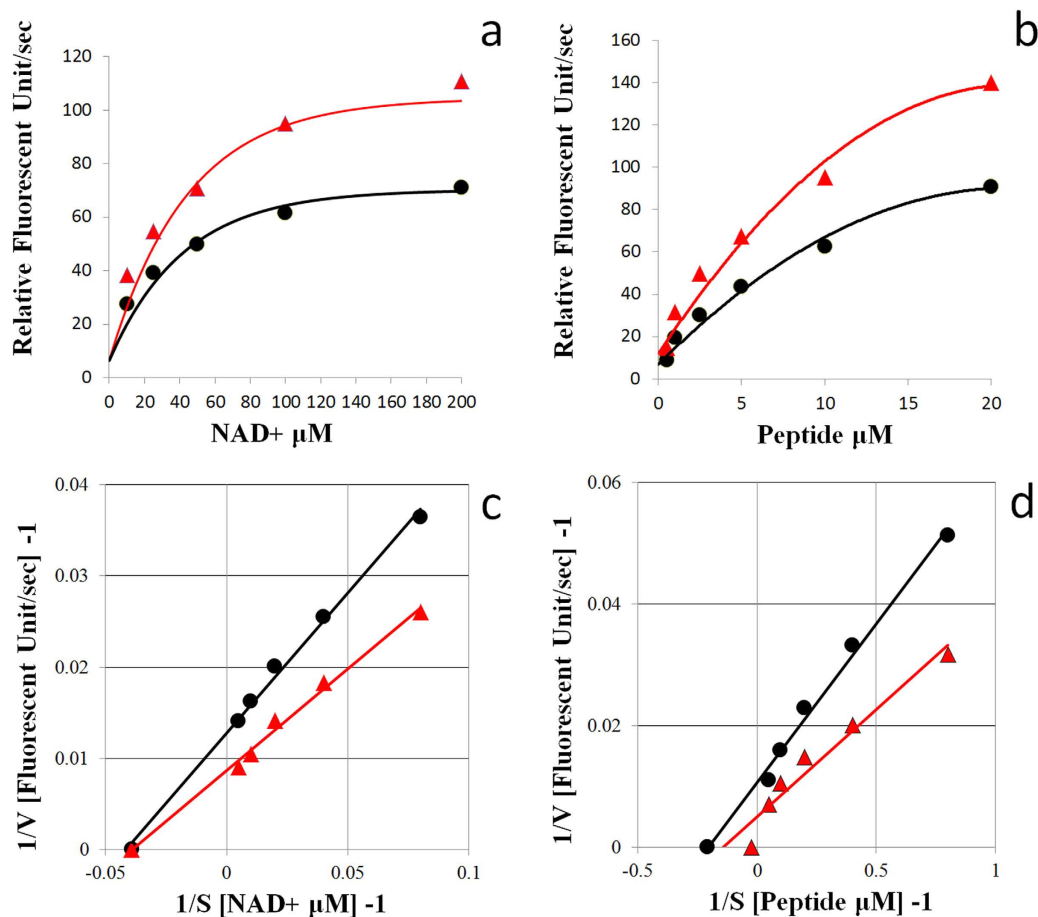 a
Relative Fluorescent Unit/sec
120
100
80
60
40
20
0
0 20 40 60 80 100 120 140 160 180 200
NAD+ µM
b
Relative Fluorescent Unit/sec
160
140
120
100
80
60
40
20
0
0 5 10 15 20
Peptide µM
c
1/V [Fluorescent Unit/sec] -1
0.04
0.03
0.02
0.01
0
-0.05 0 0.05 0.1
1/S [NAD+ µM] -1
d
1/V [Fluorescent Unit/sec] -1
0.06
0.04
0.02
0
-0.5 0 0.5 1
1/S [Peptide µM] -1